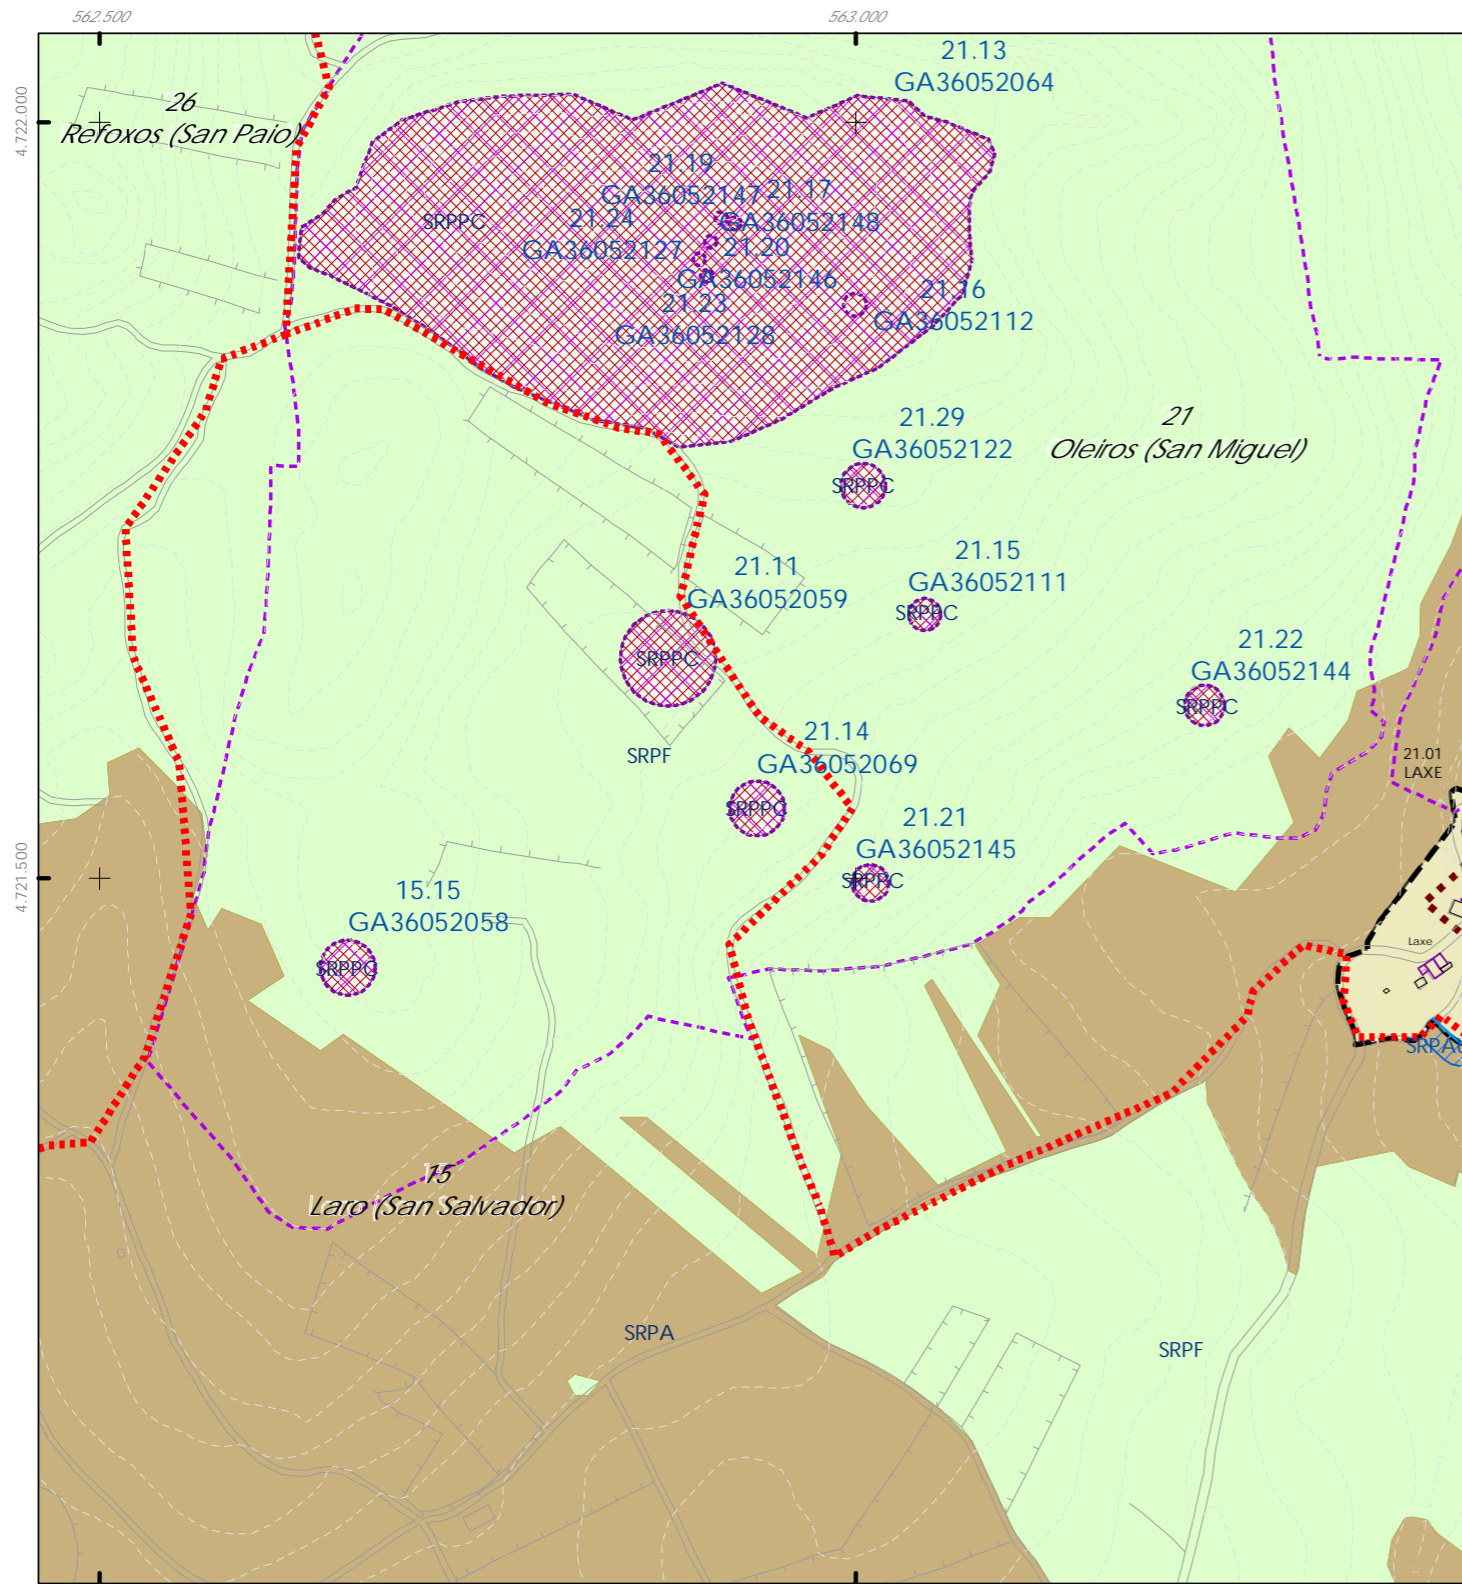 562.500
563.000
4.722.000
4.721.500
21.13
GA36052064
26
Refoxos (San Paio)
21.19
GA36052147
21.17
GA36052148
SRPPC
21.24
GA36052127
21.20
GA36052146
21.23
GA36052128
21.16
GA36052112
21.29
GA36052122
SRPPC
21
Oleiros (San Miguel)
21.15
GA36052111
SRPPC
21.11
GA36052059
SRPPC
21.22
GA36052144
SRPPC
SRPF
21.14
GA36052069
SRPPC
21.01
LAXE
21.21
GA36052145
SRPPC
15.15
GA36052058
SRPPC
Laxe
15
Laro (San Salvador)
SRPA
SRPF